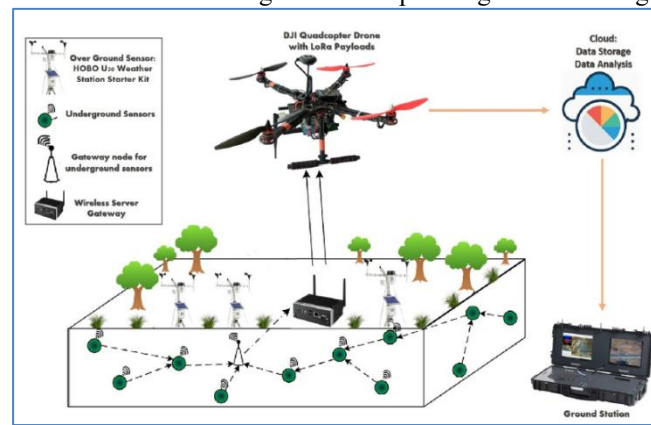 DJI Quadcopter Drone
with LoRa Payloads
Cloud:
Data Storage
Data Analysis
Over Ground Sensor:
HOBO U30 Weather
Station Starter Kit
Underground Sensors
Gateway node for
underground sensors
Wireless Server
Gateway
Ground Station